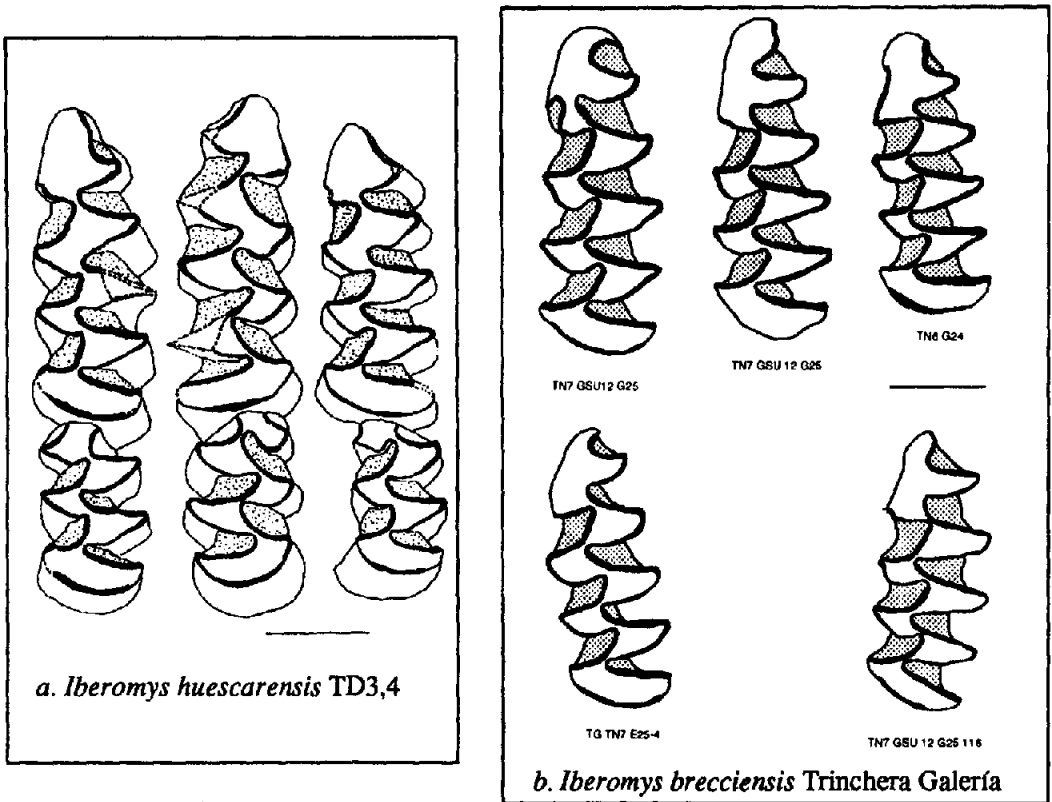 a. Iberomys huescarensis TD3,4
TN7 GSU12 G25
TN7 GSU 12 G25
TN6 G24
TG TN7 E25-4
TN7 GSU 12 G25 116
b. Iberomys brecciensis Trinchera Galería